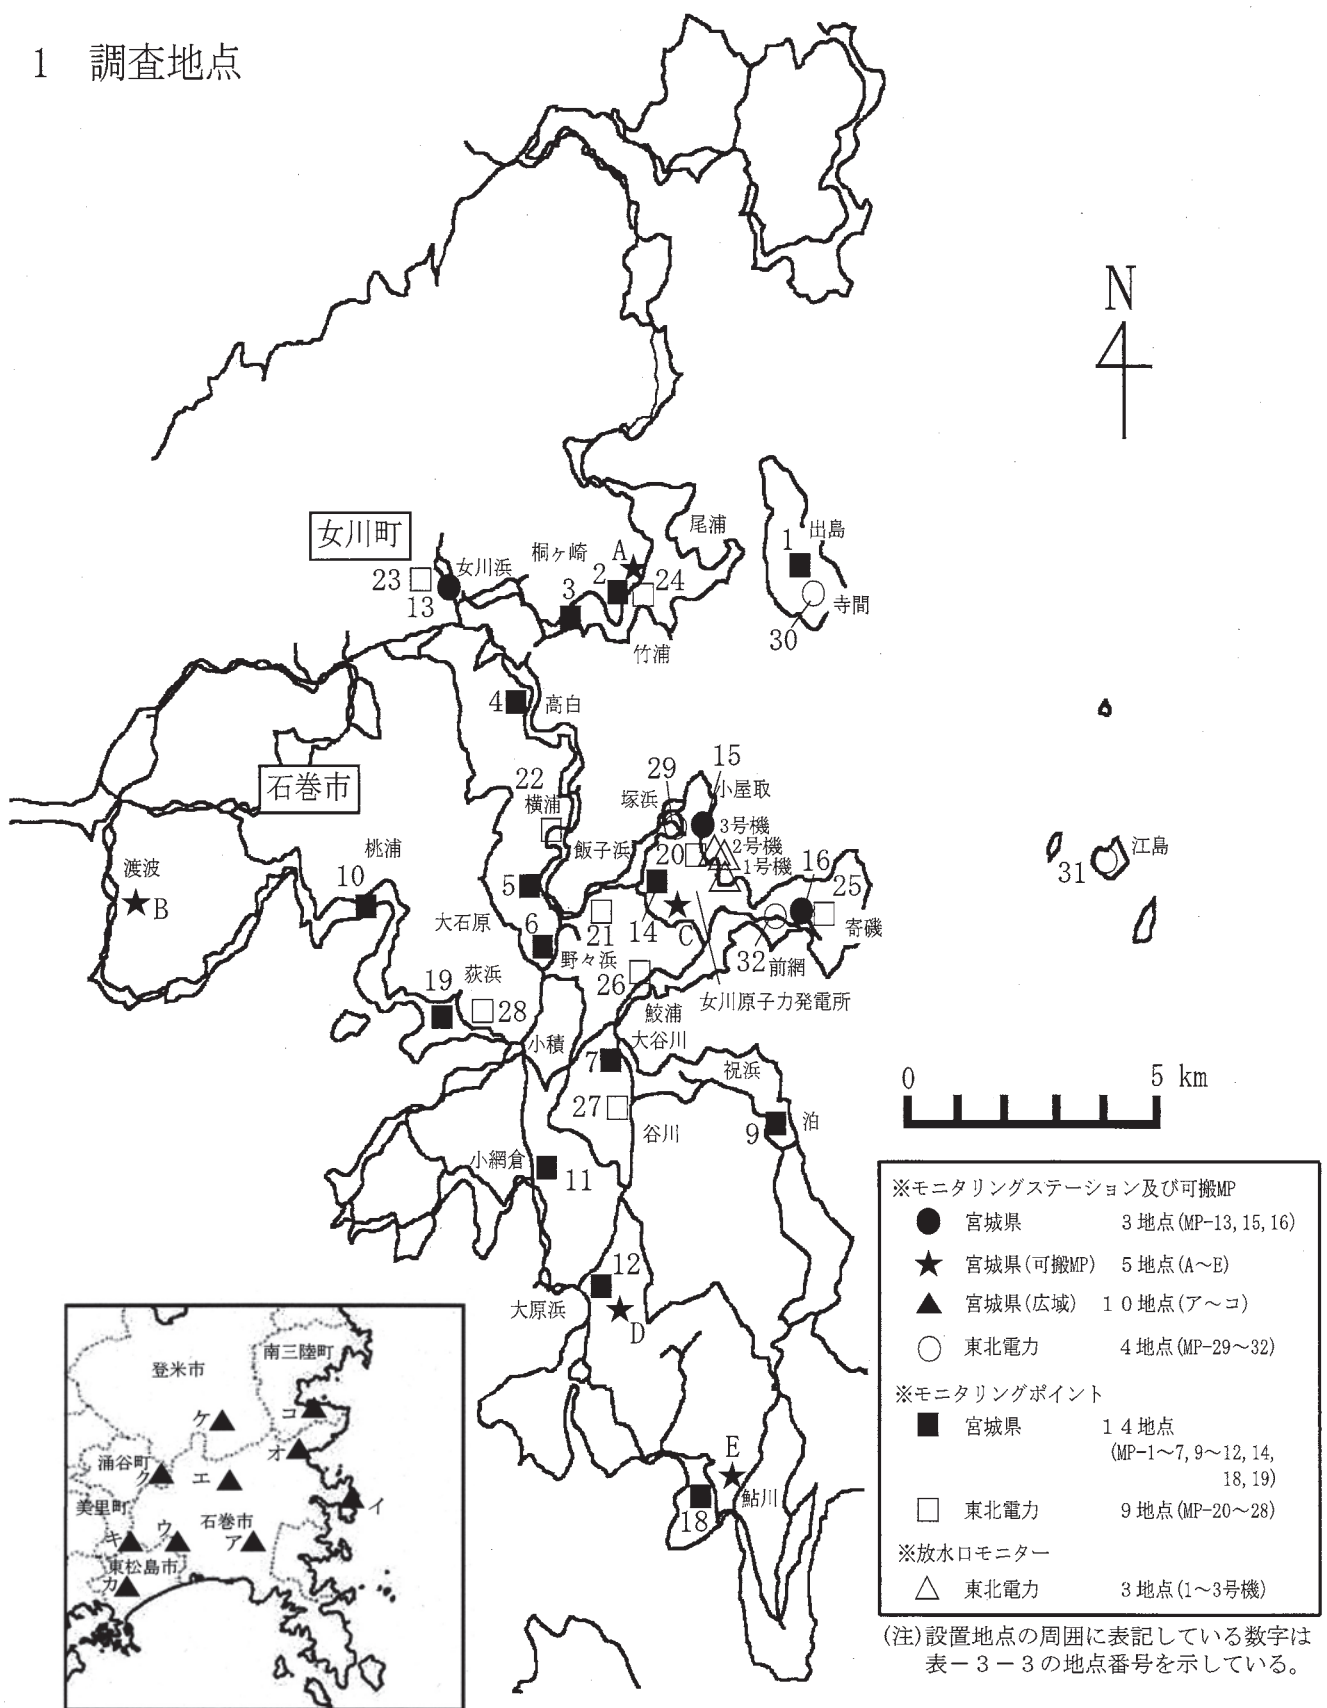 1 調査地点
N
尾浦
出島
1
女川町
桐ヶ崎
A
女川浜
23
2
24
3
13
寺間
30
竹浦
4
高白
15
29
小屋取
石巻市
22
塚浜
横浦
3号機
2号機
20
飯子浜
1号機
江島
桃浦
渡波
16
31
10
25
5
B
大石原
6
21
14
C
寄磯
野々浜
32
前網
荻浜
26
19
女川原子力発電所
28
鮫浦
小積
大谷川
7
祝浜
0 5 km
27
9
泊
谷川
小網倉
11
12
大原浜
D
E
鮎川
18
※モニタリングステーション及び可搬MP
宮城県 3地点(MP-13,15,16)
宮城県(可搬MP) 5地点(A~E)
宮城県(広域) 10地点(ア~コ)
東北電力 4地点(MP-29~32)
※モニタリングポイント
宮城県 14地点
(MP-1~7,9~12,14,
18,19)
東北電力 9地点(MP-20~28)
※放水口モニター
東北電力 3地点(1~3号機)
(注)設置地点の周囲に表記している数字は
表-3-3の地点番号を示している。
南三陸町
登米市
コ
ケ
オ
涌谷町
ク
エ
イ
美里町
石巻市
ウ
キ
ア
東松島市
カ